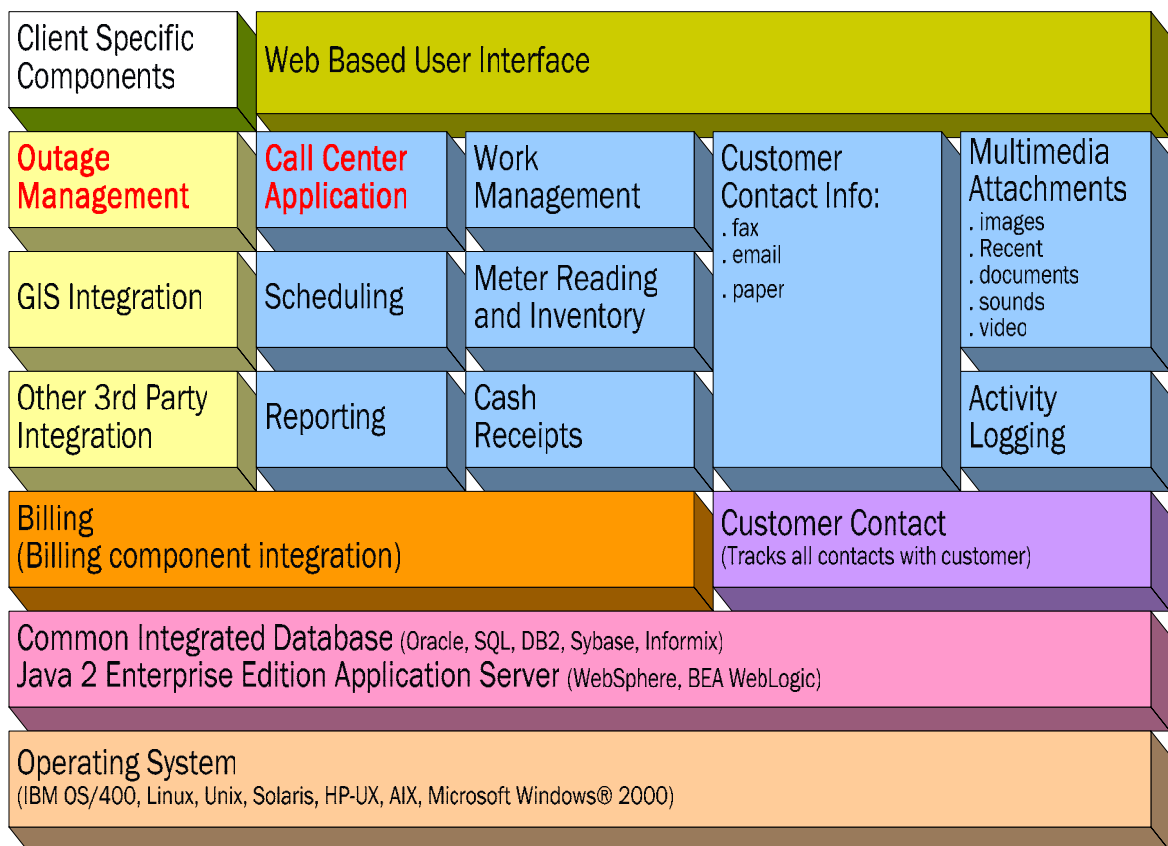 Client Specific
Components
Web Based User Interface
Outage
Management
Call Center
Application
Work
Management
Customer
Contact Info:
. fax
. email
. paper
Multimedia
Attachments
. images
. Recent
. documents
. sounds
. video
GIS Integration
Scheduling
Meter Reading
and Inventory
Other 3rd Party
Integration
Reporting
Cash
Receipts
Activity
Logging
Billing
(Billing component integration)
Customer Contact
(Tracks all contacts with customer)
Common Integrated Database (Oracle, SQL, DB2, Sybase, Informix)
Java 2 Enterprise Edition Application Server (WebSphere, BEA WebLogic)
Operating System
(IBM OS/400, Linux, Unix, Solaris, HP-UX, AIX, Microsoft Windows® 2000)